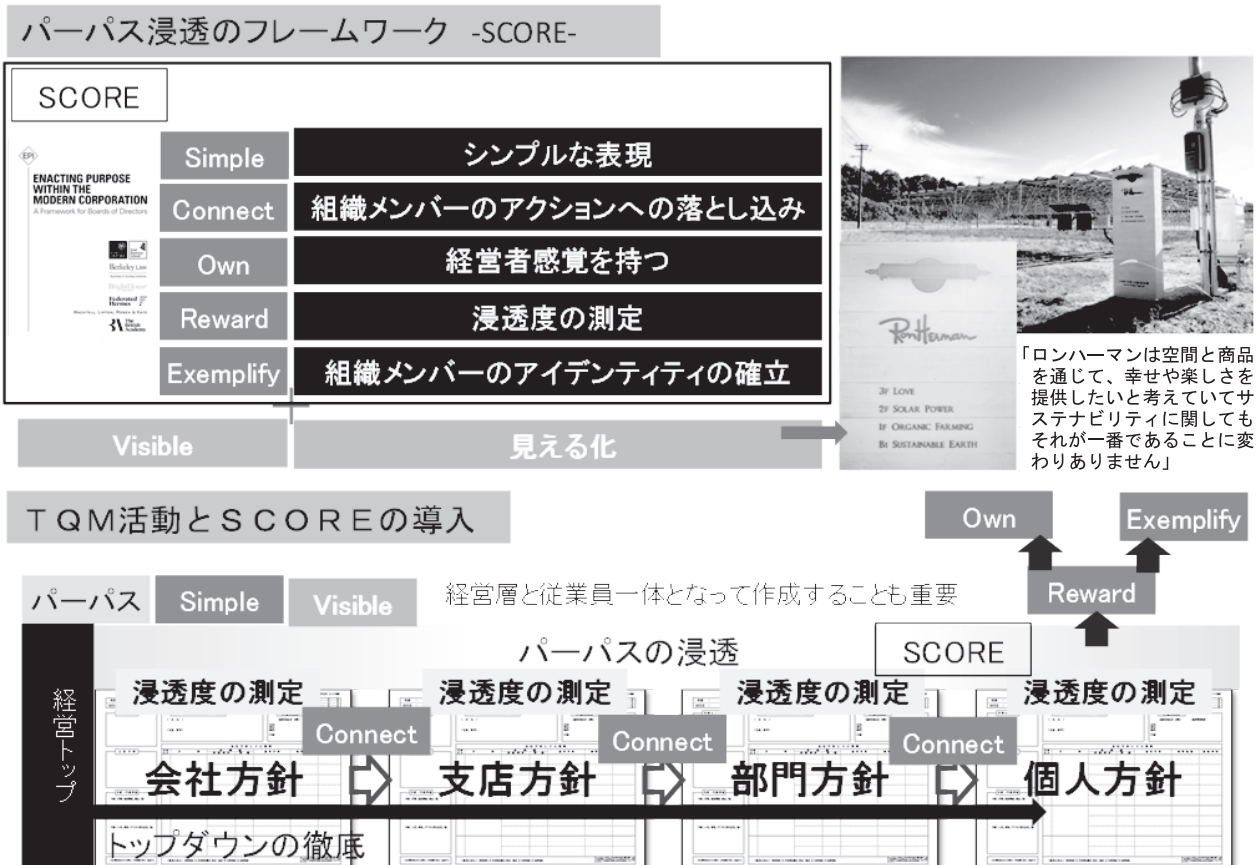 パーパス浸透のフレームワーク -SCORE-
SCORE
EPI
ENACTING PURPOSE
WITHIN THE
MODERN CORPORATION
A Framework for Boards of Directors
Berkeley Law
BrightHouse
Federated
Hermes
WACHTELL, LIPTON, ROSEN & KATZ
The
British
Academy
Simple
シンプルな表現
Connect
組織メンバーのアクションへの落とし込み
Own
経営者感覚を持つ
Reward
浸透度の測定
Exemplify
組織メンバーのアイデンティティの確立
Visible
見える化
Ron Herman
3F LOVE
2F SOLAR POWER
1F ORGANIC FARMING
B1 SUSTAINABLE EARTH
「ロンハーマンは空間と商品
を通じて、幸せや楽しさを
提供したいと考えていてサ
ステナビリティに関しても
それが一番であることに変
わりありません」
TQM活動とSCOREの導入
Own
Exemplify
Reward
パーパス
Simple
Visible
経営層と従業員一体となって作成することも重要
パーパスの浸透
SCORE
経営トップ
浸透度の測定
浸透度の測定
浸透度の測定
浸透度の測定
Connect
Connect
Connect
会社方針
支店方針
部門方針
個人方針
トップダウンの徹底